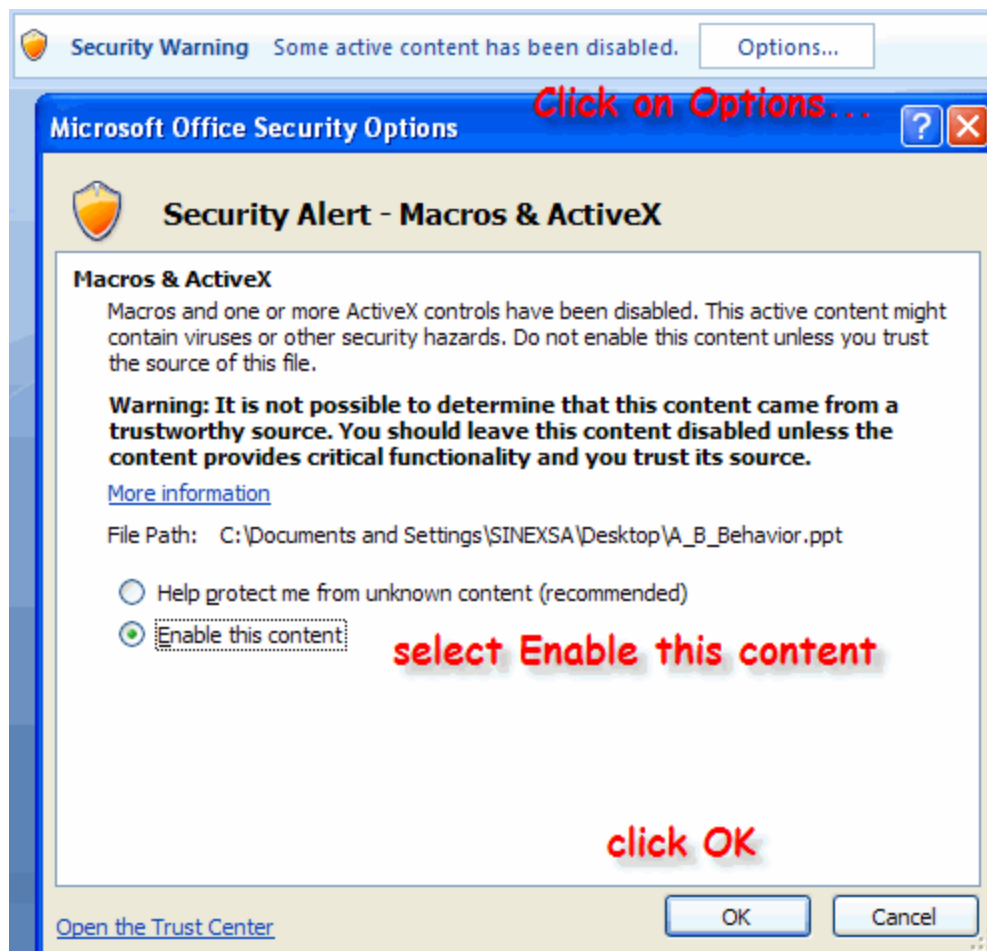 Security Warning Some active content has been disabled. Options...
Click on Options...
Microsoft Office Security Options ?
Security Alert - Macros & ActiveX
Macros & ActiveX
Macros and one or more ActiveX controls have been disabled. This active content might
contain viruses or other security hazards. Do not enable this content unless you trust
the source of this file.
Warning: It is not possible to determine that this content came from a
trustworthy source. You should leave this content disabled unless the
content provides critical functionality and you trust its source.
More information
File Path: C:\Documents and Settings\SINEXSA\Desktop\A_B_Behavior.ppt
Help protect me from unknown content (recommended)
Enable this content
select Enable this content
click OK
Open the Trust Center OK Cancel